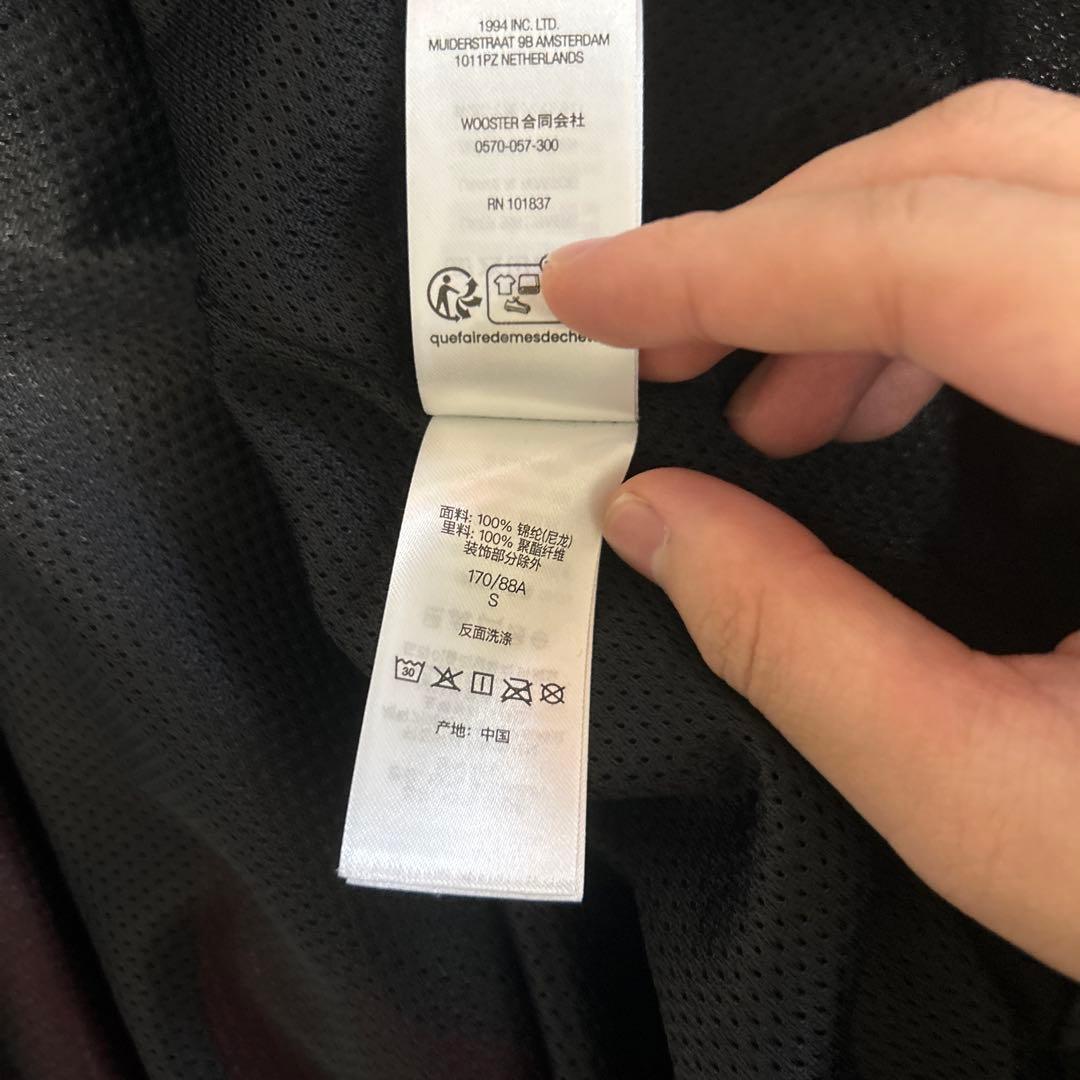 1994 INC. LTD.
MUIDERSTRAAT 9B AMSTERDAM
1011PZ NETHERLANDS
WOOSTER 合同会社
0570-057-300
RN 101837
quefairedemesdeche
面料: 100% 锦纶(尼龙)
里料: 100% 聚酯纤维
装饰部分除外
170/88A
S
反面洗涤
30
产地: 中国